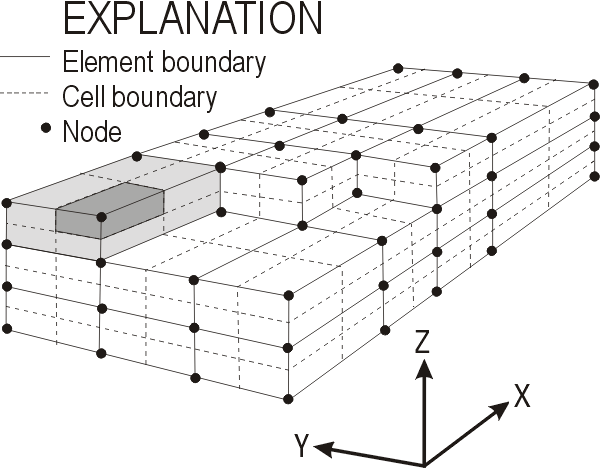 EXPLANATION
Element boundary
Cell boundary
Node
Z
X
Y